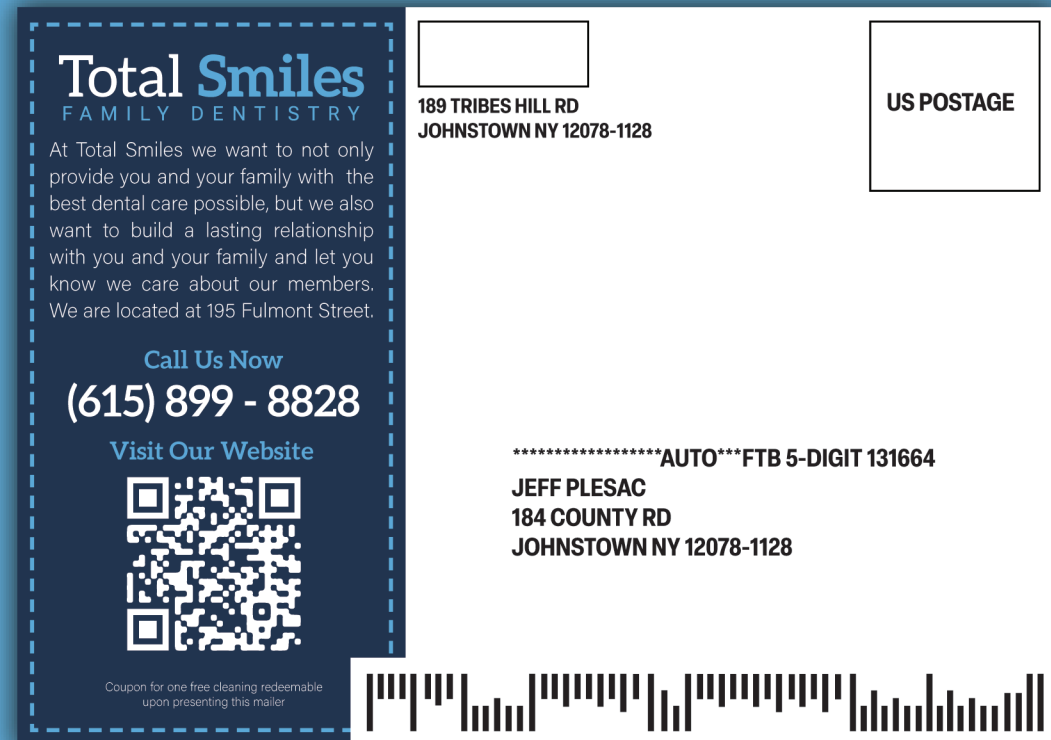 Total Smiles
FAMILY DENTISTRY
At Total Smiles we want to not only
provide you and your family with the
best dental care possible, but we also
want to build a lasting relationship
with you and your family and let you
know we care about our members.
We are located at 195 Fulmont Street.
Call Us Now
(615) 899 - 8828
Visit Our Website
Coupon for one free cleaning redeemable
upon presenting this mailer
189 TRIBES HILL RD
JOHNSTOWN NY 12078-1128
US POSTAGE
******************AUTO***FTB 5-DIGIT 131664
JEFF PLESAC
184 COUNTY RD
JOHNSTOWN NY 12078-1128